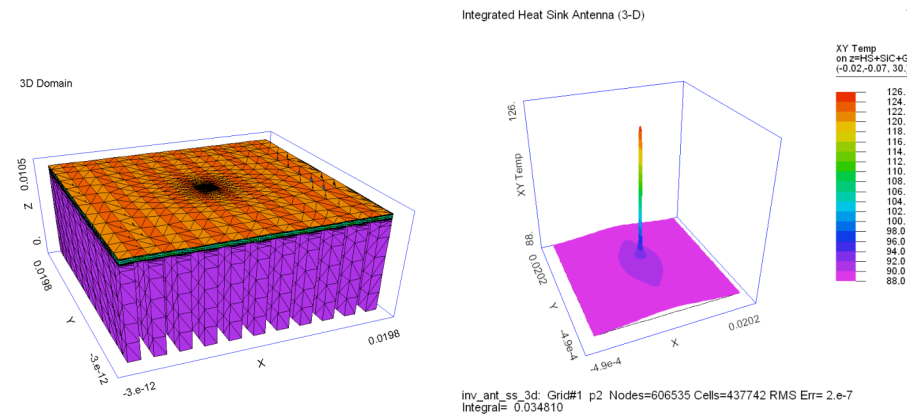 3D Domain
0.0105
Z
0.
0.0198
Y
-3.e-12
-3.e-12
X
0.0198
Integrated Heat Sink Antenna (3-D)
XY Temp
on z=HS+SiC+G
(-0.02,-0.07, 30.
126.
124.
122.
120.
118.
116.
114.
112.
110.
108.
106.
104.
102.
100.
98.0
96.0
94.0
92.0
90.0
88.0
126.
XY Temp
88.
0.0202
Y
-4.9e-4
-4.9e-4
X
0.0202
inv_ant_ss_3d: Grid#1 p2 Nodes=606535 Cells=437742 RMS Err= 2.e-7
Integral= 0.034810